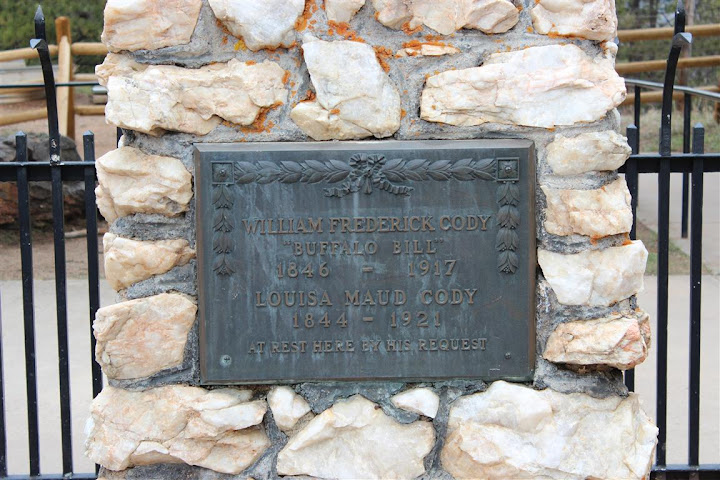 WILLIAM FREDERICK CODY
"BUFFALO BILL"
1846 - 1917
LOUISA MAUD CODY
1844 - 1921
AT REST HERE BY HIS REQUEST